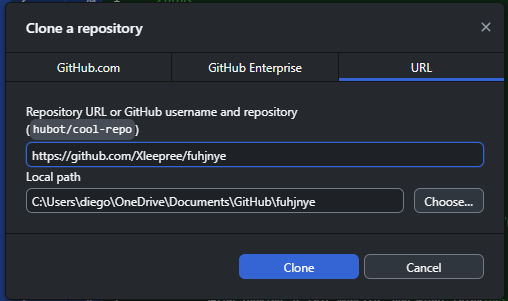 Clone a repository
GitHub.com GitHub Enterprise URL
Repository URL or GitHub username and repository
(hubot/cool-repo)
https://github.com/Xleepree/fuhjnye
Local path
C:\Users\diego\OneDrive\Documents\GitHub\fuhjnye Choose...
Clone Cancel